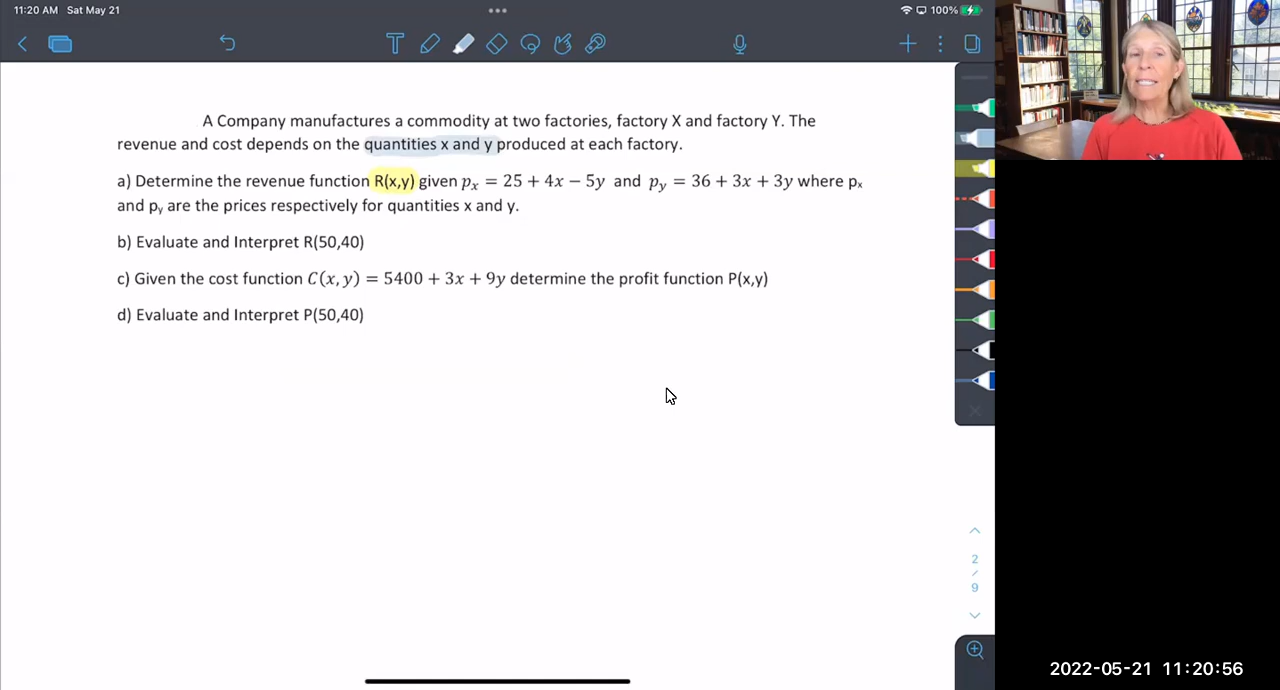 11:20 AM Sat May 21
100%
A Company manufactures a commodity at two factories, factory X and factory Y. The
revenue and cost depends on the quantities x and y produced at each factory.
a) Determine the revenue function R(x,y) given pₓ = 25 + 4x − 5y and p_y = 36 + 3x + 3y where pₓ
and p_y are the prices respectively for quantities x and y.
b) Evaluate and Interpret R(50,40)
c) Given the cost function C(x, y) = 5400 + 3x + 9y determine the profit function P(x,y)
d) Evaluate and Interpret P(50,40)
2
/
9
2022-05-21 11:20:56